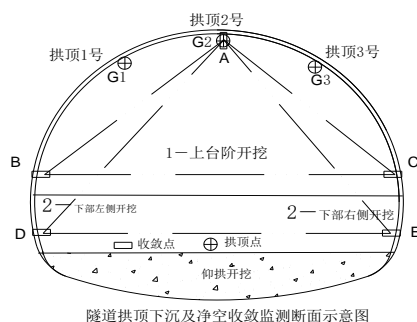 拱顶2号
拱顶1号
G2
拱顶3号
G1
A
G3
B
1-上台阶开挖
C
2-下部左侧开挖
2-下部右侧开挖
D
收敛点
拱顶点
E
仰拱开挖
隧道拱顶下沉及净空收敛监测断面示意图